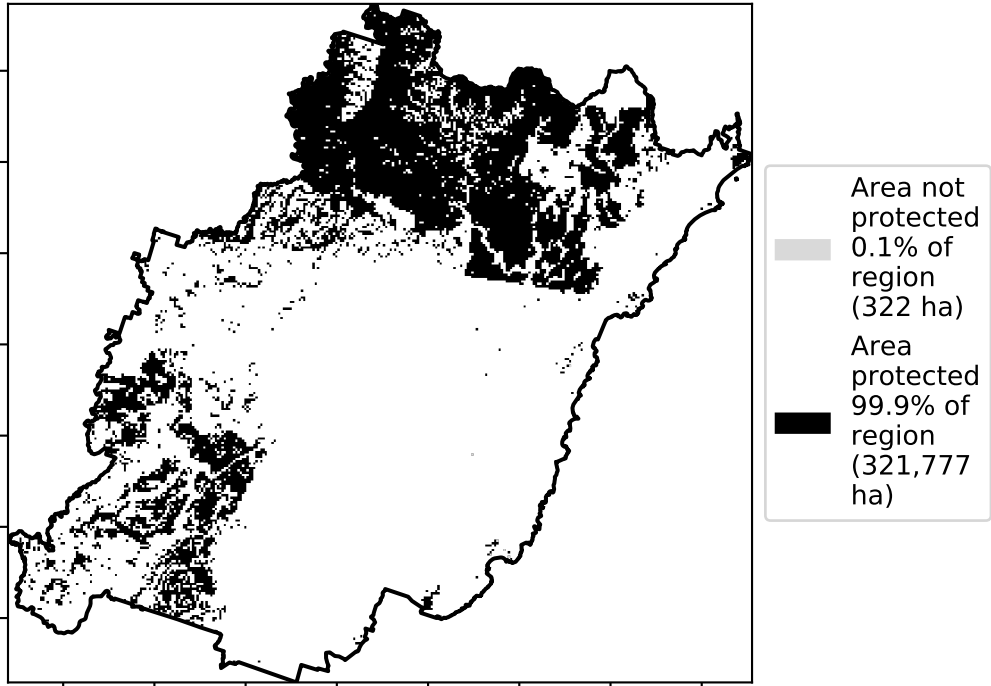 Area not
protected
0.1% of
region
(322 ha)
Area
protected
99.9% of
region
(321,777
ha)